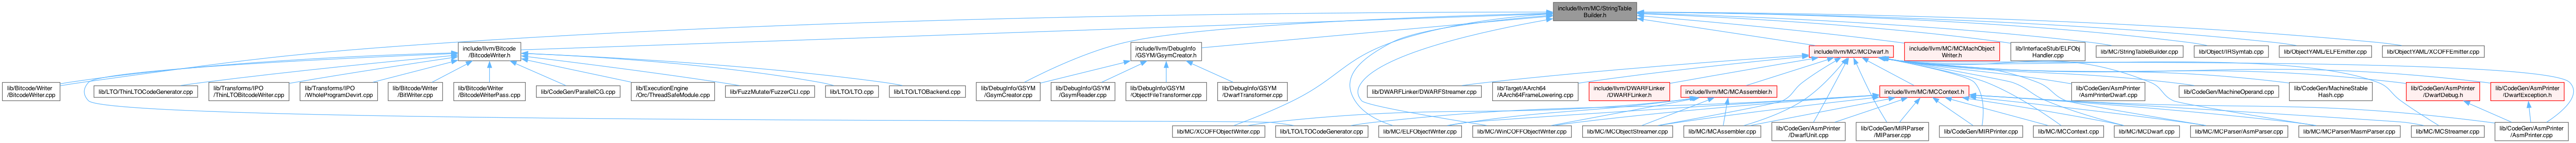 include/llvm/MC/StringTable
Builder.h
include/llvm/Bitcode
/BitcodeWriter.h
include/llvm/DebugInfo
/GSYM/GsymCreator.h
include/llvm/MC/MCDwarf.h
include/llvm/MC/MCMachObject
Writer.h
lib/InterfaceStub/ELFObj
Handler.cpp
lib/MC/StringTableBuilder.cpp
lib/Object/IRSymtab.cpp
lib/ObjectYAML/ELFEmitter.cpp
lib/ObjectYAML/XCOFFEmitter.cpp
lib/Bitcode/Writer
/BitcodeWriter.cpp
lib/LTO/ThinLTOCodeGenerator.cpp
lib/Transforms/IPO
/ThinLTOBitcodeWriter.cpp
lib/Transforms/IPO
/WholeProgramDevirt.cpp
lib/Bitcode/Writer
/BitWriter.cpp
lib/Bitcode/Writer
/BitcodeWriterPass.cpp
lib/CodeGen/ParallelCG.cpp
lib/ExecutionEngine
/Orc/ThreadSafeModule.cpp
lib/FuzzMutate/FuzzerCLI.cpp
lib/LTO/LTO.cpp
lib/LTO/LTOBackend.cpp
lib/DebugInfo/GSYM
/GsymCreator.cpp
lib/DebugInfo/GSYM
/GsymReader.cpp
lib/DebugInfo/GSYM
/ObjectFileTransformer.cpp
lib/DebugInfo/GSYM
/DwarfTransformer.cpp
lib/DWARFLinker/DWARFStreamer.cpp
lib/Target/AArch64
/AArch64FrameLowering.cpp
include/llvm/DWARFLinker
/DWARFLinker.h
include/llvm/MC/MCAssembler.h
include/llvm/MC/MCContext.h
lib/CodeGen/AsmPrinter
/AsmPrinterDwarf.cpp
lib/CodeGen/MachineOperand.cpp
lib/CodeGen/MachineStable
Hash.cpp
lib/CodeGen/AsmPrinter
/DwarfDebug.h
lib/CodeGen/AsmPrinter
/DwarfException.h
lib/MC/XCOFFObjectWriter.cpp
lib/LTO/LTOCodeGenerator.cpp
lib/MC/ELFObjectWriter.cpp
lib/MC/WinCOFFObjectWriter.cpp
lib/MC/MCObjectStreamer.cpp
lib/MC/MCAssembler.cpp
lib/CodeGen/AsmPrinter
/DwarfUnit.cpp
lib/CodeGen/MIRParser
/MIParser.cpp
lib/CodeGen/MIRPrinter.cpp
lib/MC/MCContext.cpp
lib/MC/MCDwarf.cpp
lib/MC/MCParser/AsmParser.cpp
lib/MC/MCParser/MasmParser.cpp
lib/MC/MCStreamer.cpp
lib/CodeGen/AsmPrinter
/AsmPrinter.cpp